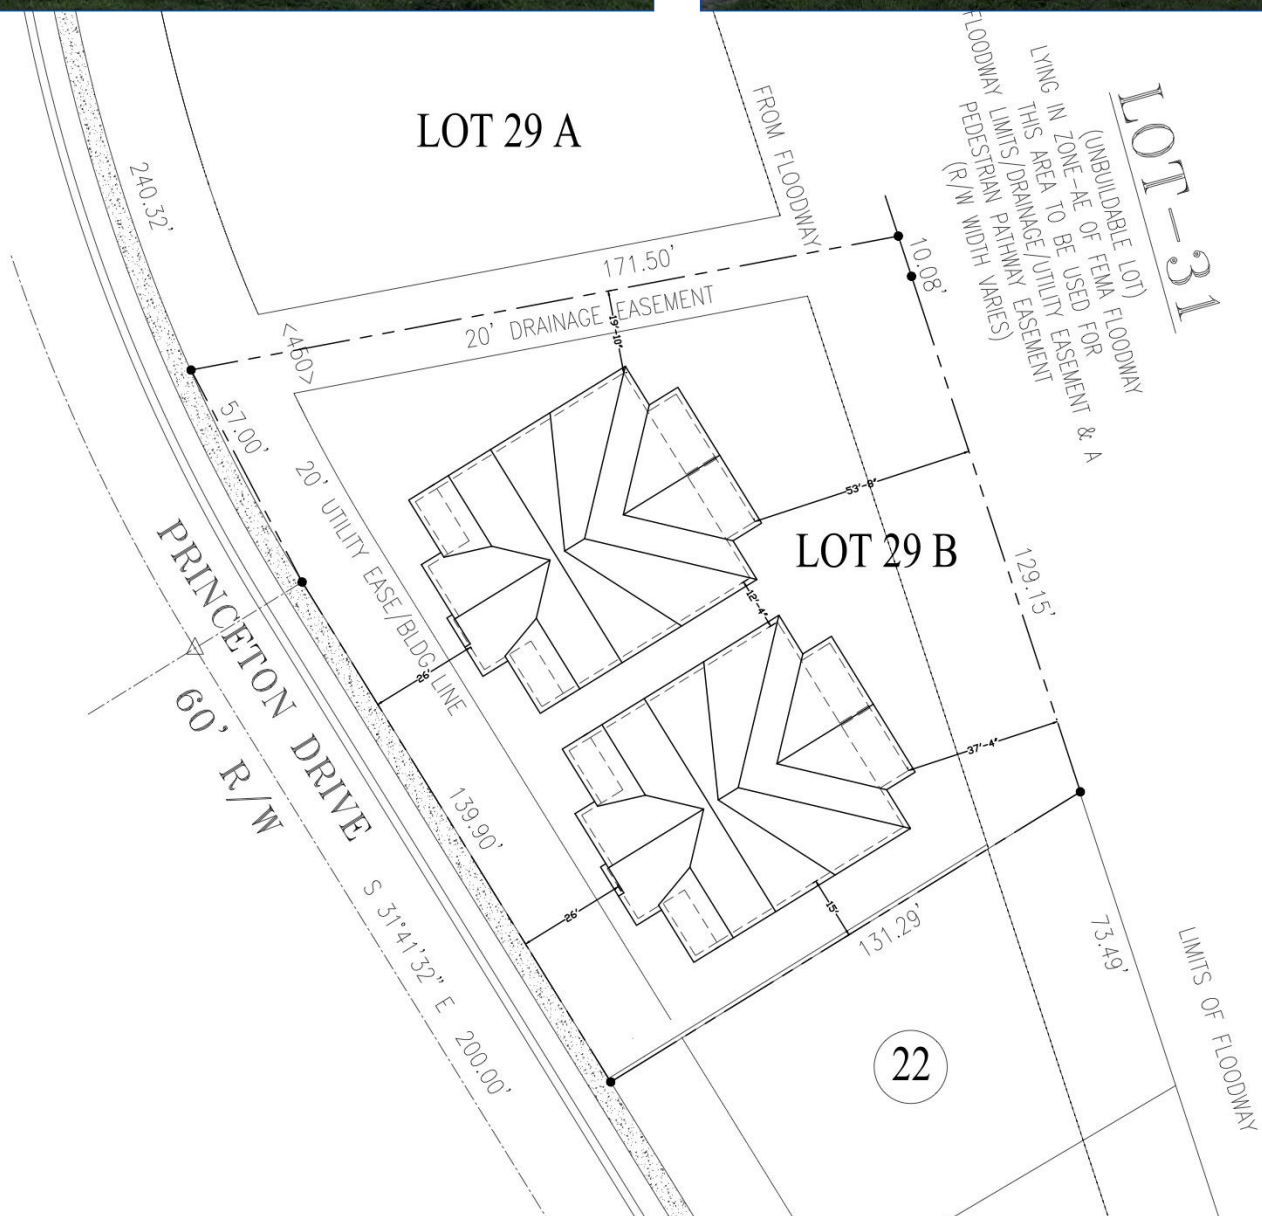 LOT 29 A
240.32'
FROM FLOODWAY
LOT-31
(UNBUILDABLE LOT)
LYING IN ZONE-AE OF FEMA FLOODWAY
THIS AREA TO BE USED FOR
FLOODWAY LIMITS/DRAINAGE/UTILITY EASEMENT & A
PEDESTRIAN PATHWAY EASEMENT
(R/W WIDTH VARIES)
171.50'
10.08'
20' DRAINAGE EASEMENT
19'-10"
<460>
57.00'
20' UTILITY EASE/BLDG LINE
53'-8"
LOT 29 B
129.15'
12'-4"
26'
PRINCETON DRIVE
60' R/W
37'-4"
139.90'
26'
15'
131.29'
73.49'
S 31°41'32" E 200.00'
LIMITS OF FLOODWAY
22